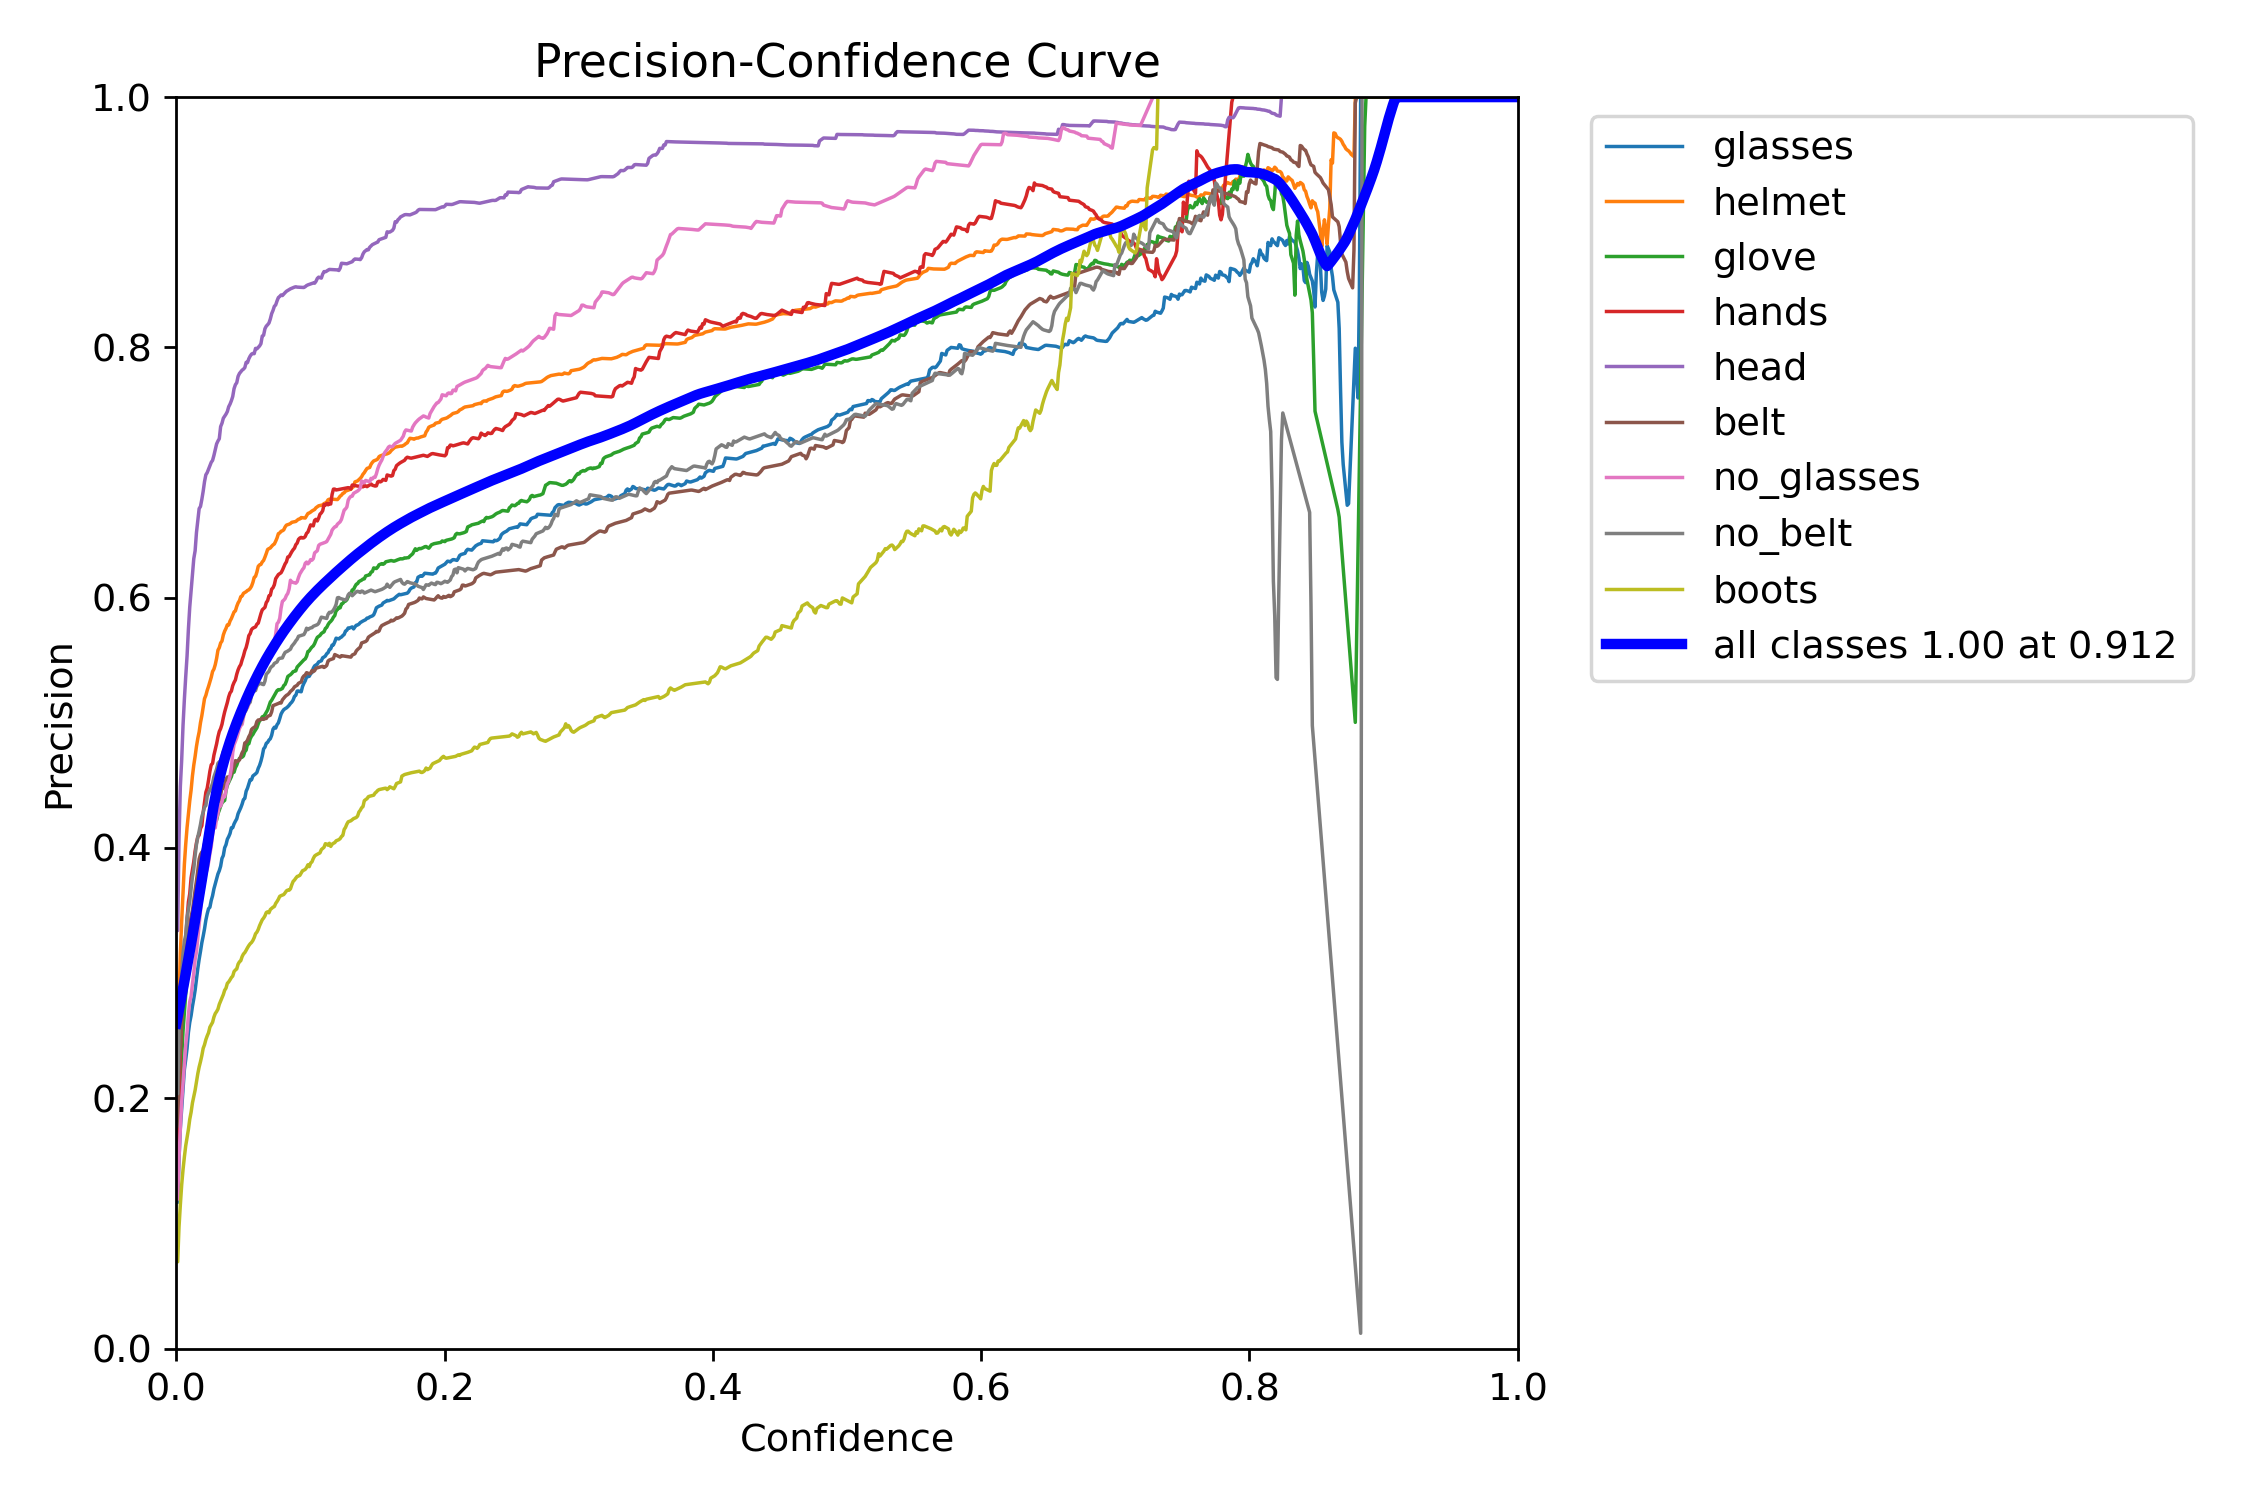 Precision-Confidence Curve
1.0
0.8
0.6
0.4
0.2
0.0
Precision
0.0 0.2 0.4 0.6 0.8 1.0
Confidence
glasses
helmet
glove
hands
head
belt
no_glasses
no_belt
boots
all classes 1.00 at 0.912